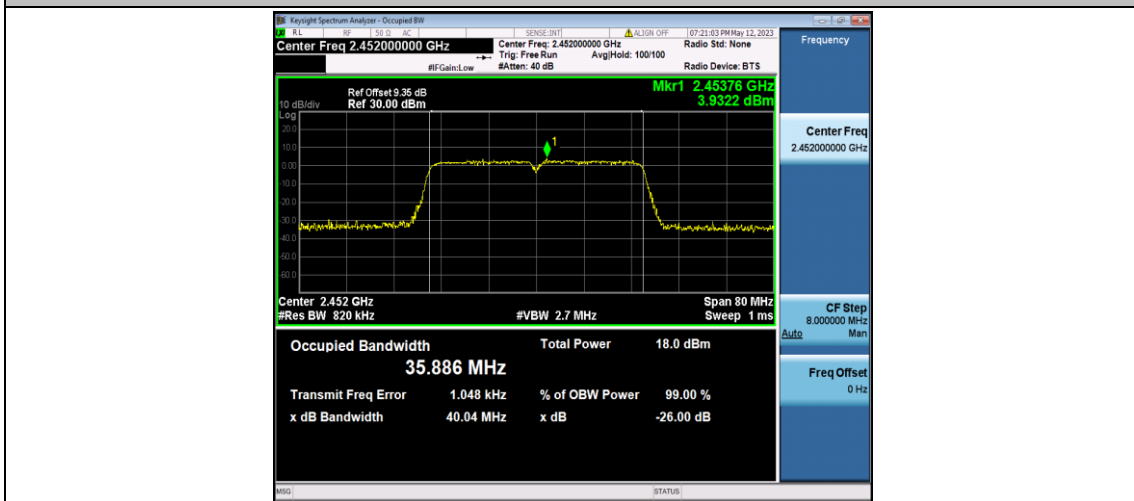 Keysight Spectrum Analyzer - Occupied BW
RL RF 50 Ω AC SENSE:INT ALIGN OFF 07:21:03 PM May 12, 2023
Center Freq 2.452000000 GHz
Center Freq: 2.452000000 GHz
Radio Std: None
Trig: Free Run Avg|Hold: 100/100
#IFGain:Low #Atten: 40 dB Radio Device: BTS
Frequency
Mkr1 2.45376 GHz
3.9322 dBm
Ref Offset 9.35 dB
10 dB/div Ref 30.00 dBm
Log
20.0
10.0
0.00
-10.0
-20.0
-30.0
-40.0
-50.0
-60.0
1
Center 2.452 GHz Span 80 MHz
#Res BW 820 kHz #VBW 2.7 MHz Sweep 1 ms
Occupied Bandwidth Total Power 18.0 dBm
35.886 MHz
Transmit Freq Error 1.048 kHz % of OBW Power 99.00 %
x dB Bandwidth 40.04 MHz x dB -26.00 dB
Center Freq
2.452000000 GHz
CF Step
8.000000 MHz
Auto Man
Freq Offset
0 Hz
MSG STATUS